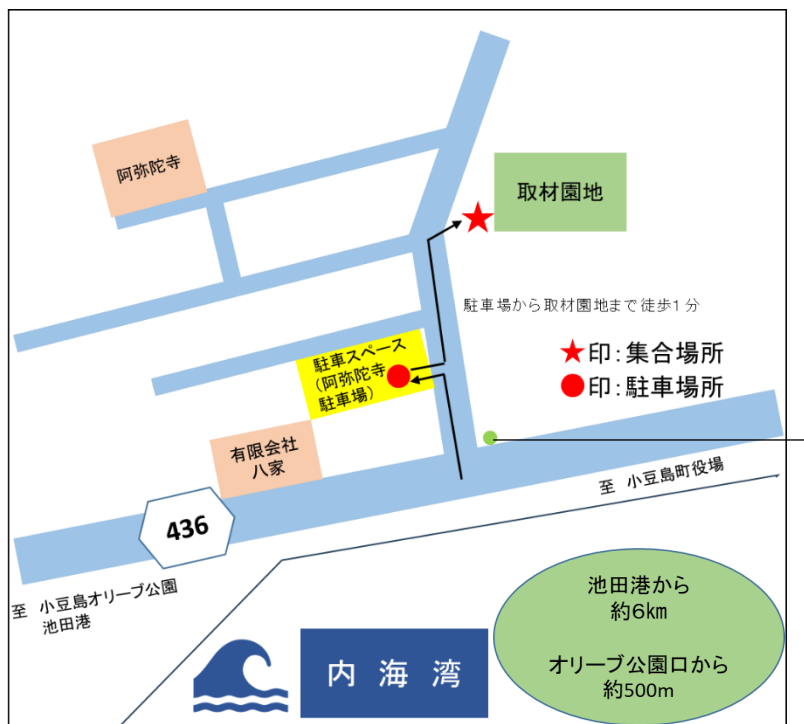 阿弥陀寺
取材園地
駐車場から取材園地まで徒歩1分
★印：集合場所
●印：駐車場所
駐車スペース
（阿弥陀寺
駐車場）
有限会社
八家
436
至 小豆島町役場
至 小豆島オリーブ公園
池田港
池田港から
約6km
オリーブ公園口から
約500m
内海湾